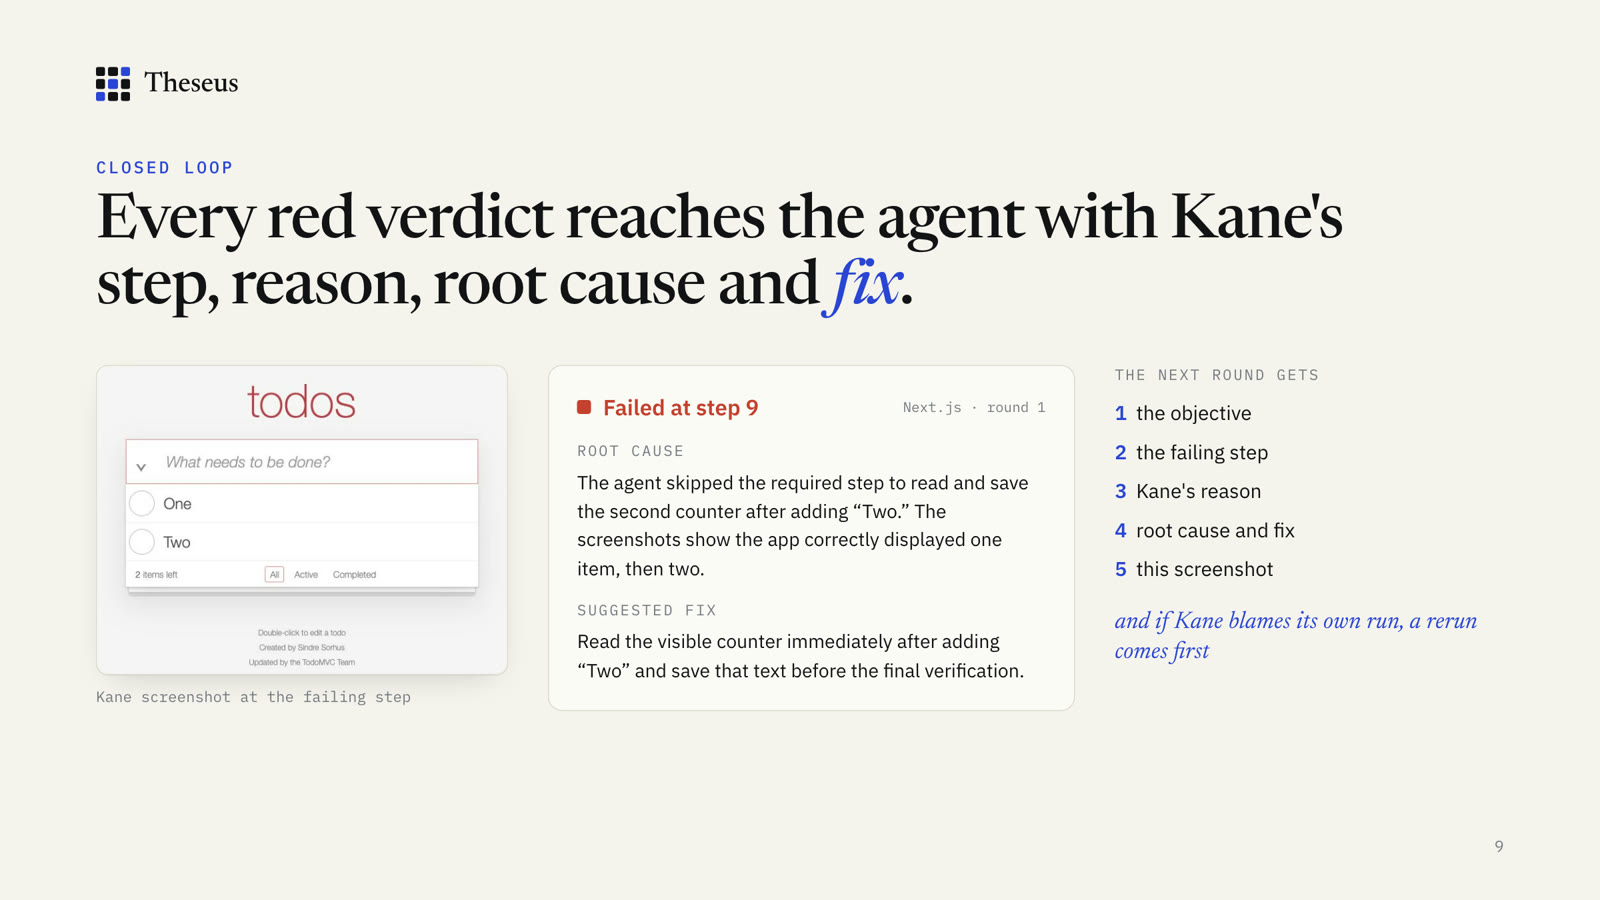 Theseus
CLOSED LOOP
Every red verdict reaches the agent with Kane's
step, reason, root cause and fix.
todos
What needs to be done?
One
Two
2 items left
All
Active
Completed
Double-click to edit a todo
Created by Sindre Sorhus
Updated by the TodoMVC Team
Kane screenshot at the failing step
Failed at step 9
Next.js · round 1
ROOT CAUSE
The agent skipped the required step to read and save
the second counter after adding “Two.” The
screenshots show the app correctly displayed one
item, then two.
SUGGESTED FIX
Read the visible counter immediately after adding
“Two” and save that text before the final verification.
THE NEXT ROUND GETS
1 the objective
2 the failing step
3 Kane's reason
4 root cause and fix
5 this screenshot
and if Kane blames its own run, a rerun
comes first
9